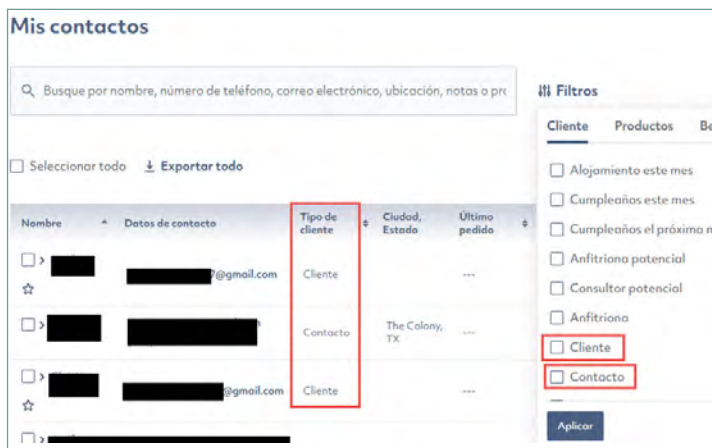 Mis contactos
Busque por nombre, número de teléfono, correo electrónico, ubicación, notas o pro
Filtros
Cliente Productos Be
Seleccionar todo Exportar todo
Alojamiento este mes
Cumpleaños este mes
Cumpleaños el próximo m
Anfitriona potencial
Consultor potencial
Anfitriona
Cliente
Contacto
Aplicar
Nombre Datos de contacto Tipo de cliente Ciudad, Estado Último pedido
@gmail.com Cliente ---
Contacto The Colony, TX ---
@gmail.com Cliente ---